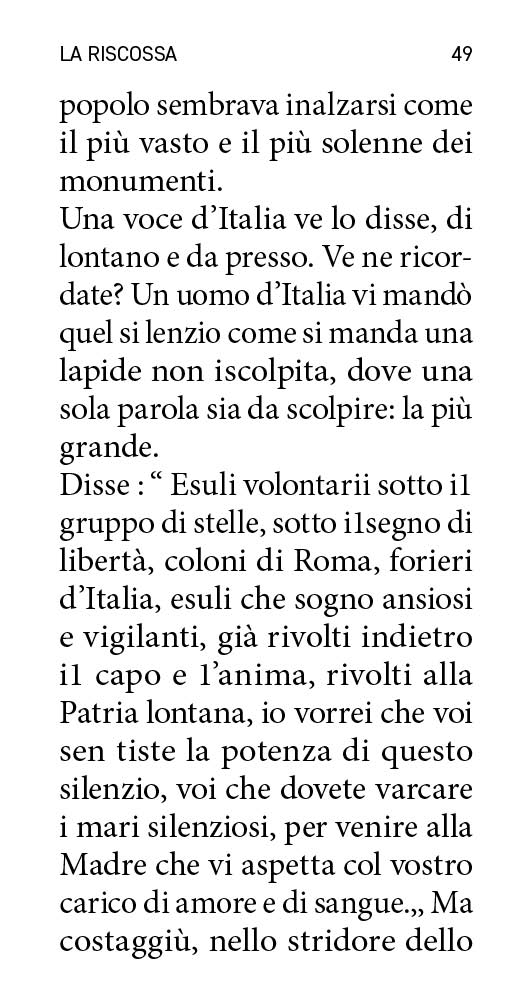 LA RISCOSSA 49
popolo sembrava inalzarsi come
il più vasto e il più solenne dei
monumenti.
Una voce d’Italia ve lo disse, di
lontano e da presso. Ve ne ricor-
date? Un uomo d’Italia vi mandò
quel si lenzio come si manda una
lapide non iscolpita, dove una
sola parola sia da scolpire: la più
grande.
Disse : “ Esuli volontarii sotto i1
gruppo di stelle, sotto i1segno di
libertà, coloni di Roma, forieri
d’Italia, esuli che sogno ansiosi
e vigilanti, già rivolti indietro
i1 capo e 1’anima, rivolti alla
Patria lontana, io vorrei che voi
sen tiste la potenza di questo
silenzio, voi che dovete varcare
i mari silenziosi, per venire alla
Madre che vi aspetta col vostro
carico di amore e di sangue.„ Ma
costaggiù, nello stridore dello